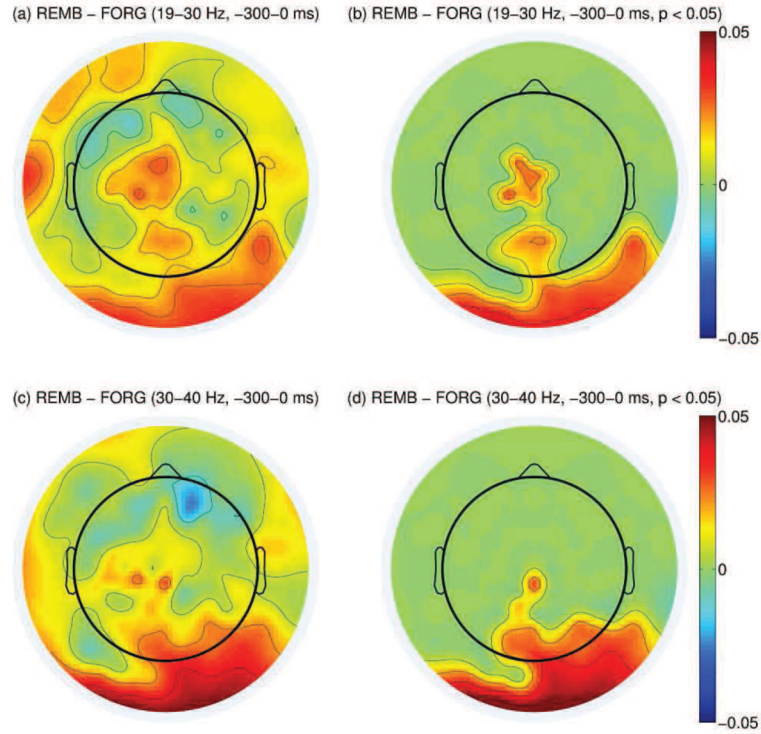 (a) REMB – FORG (19–30 Hz, –300–0 ms)
(b) REMB – FORG (19–30 Hz, –300–0 ms, p < 0.05)
0.05
0
–0.05
(c) REMB – FORG (30–40 Hz, –300–0 ms)
(d) REMB – FORG (30–40 Hz, –300–0 ms, p < 0.05)
0.05
0
–0.05